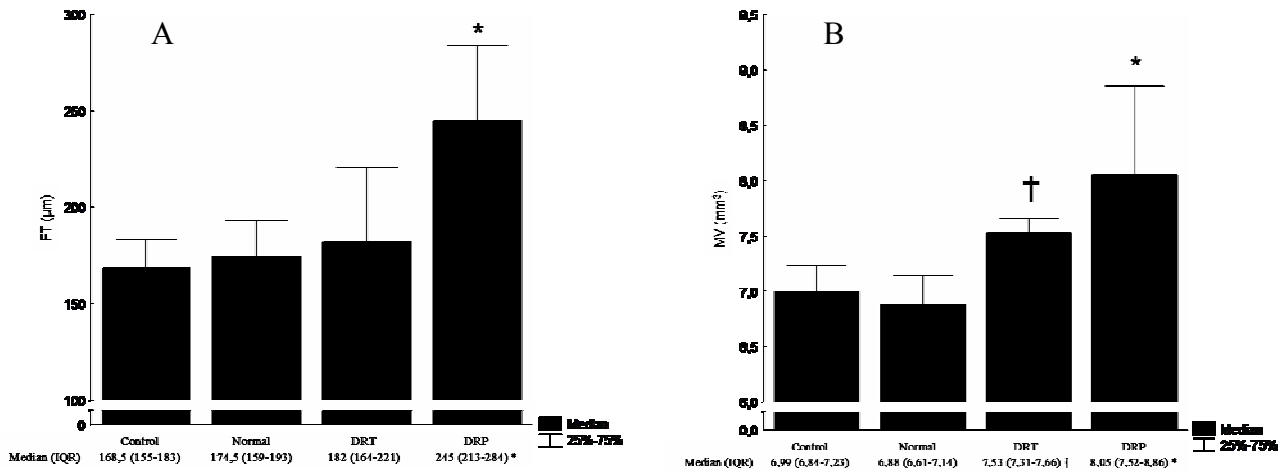 A
300
250
200
150
100
0
FT (µm)
*
Control Normal DRT DRP
Median (IQR) 168,5 (155-183) 174,5 (159-193) 182 (164-221) 245 (213-284) *
Median
25%-75%
B
9,5
9,0
8,5
8,0
7,5
7,0
6,5
6,0
0,0
MV (mm³)
†
*
Control Normal DRT DRP
Median (IQR) 6,99 (6,84-7,23) 6,88 (6,61-7,14) 7,53 (7,31-7,66) † 8,05 (7,52-8,86) *
Median
25%-75%